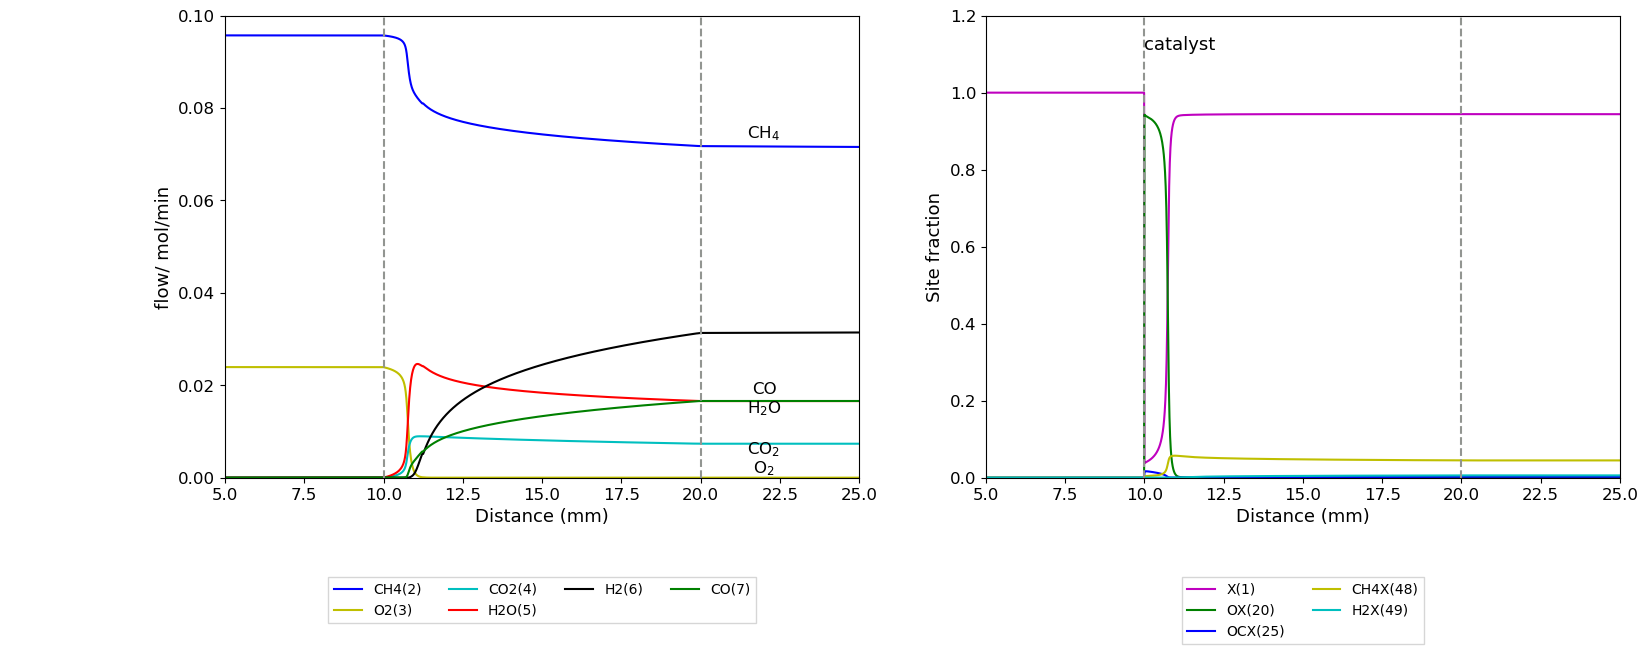 0.10
0.08
0.06
0.04
0.02
0.00
flow/ mol/min
CH₄
CO
H₂O
CO₂
O₂
5.0 7.5 10.0 12.5 15.0 17.5 20.0 22.5 25.0
Distance (mm)
CH4(2) CO2(4) H2(6) CO(7)
O2(3) H2O(5)
1.2
1.0
0.8
0.6
0.4
0.2
0.0
Site fraction
catalyst
5.0 7.5 10.0 12.5 15.0 17.5 20.0 22.5 25.0
Distance (mm)
X(1) CH4X(48)
OX(20) H2X(49)
OCX(25)